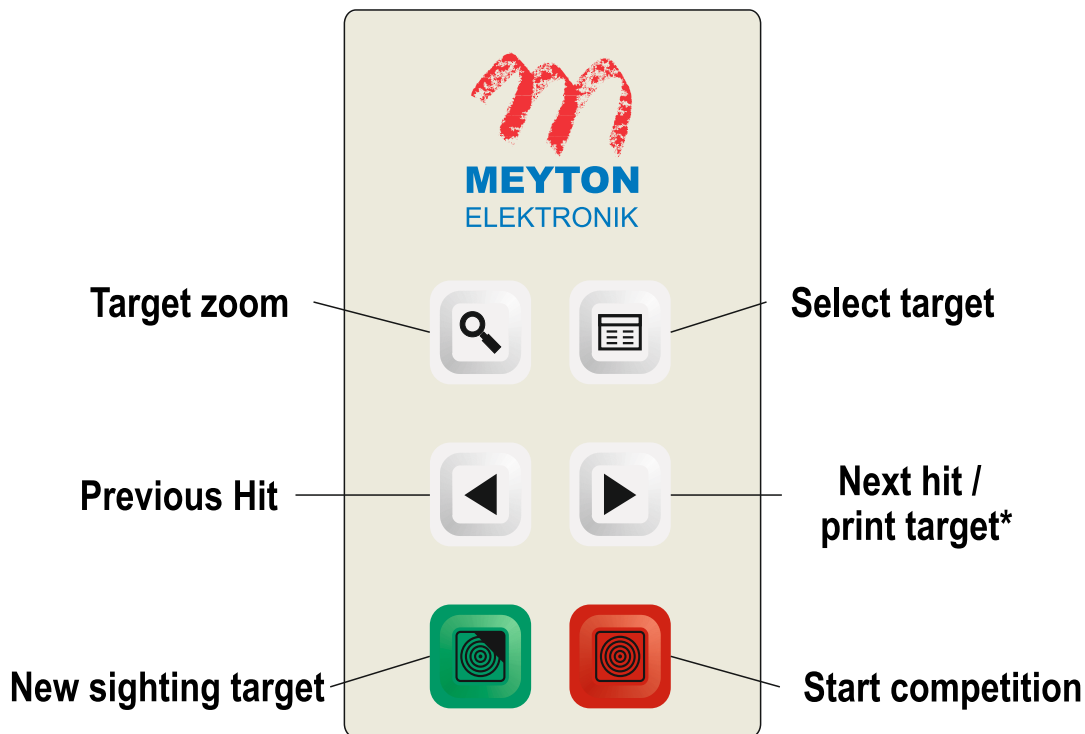 MEYTON
ELEKTRONIK
Target zoom
Select target
Previous Hit
Next hit /
print target*
New sighting target
Start competition